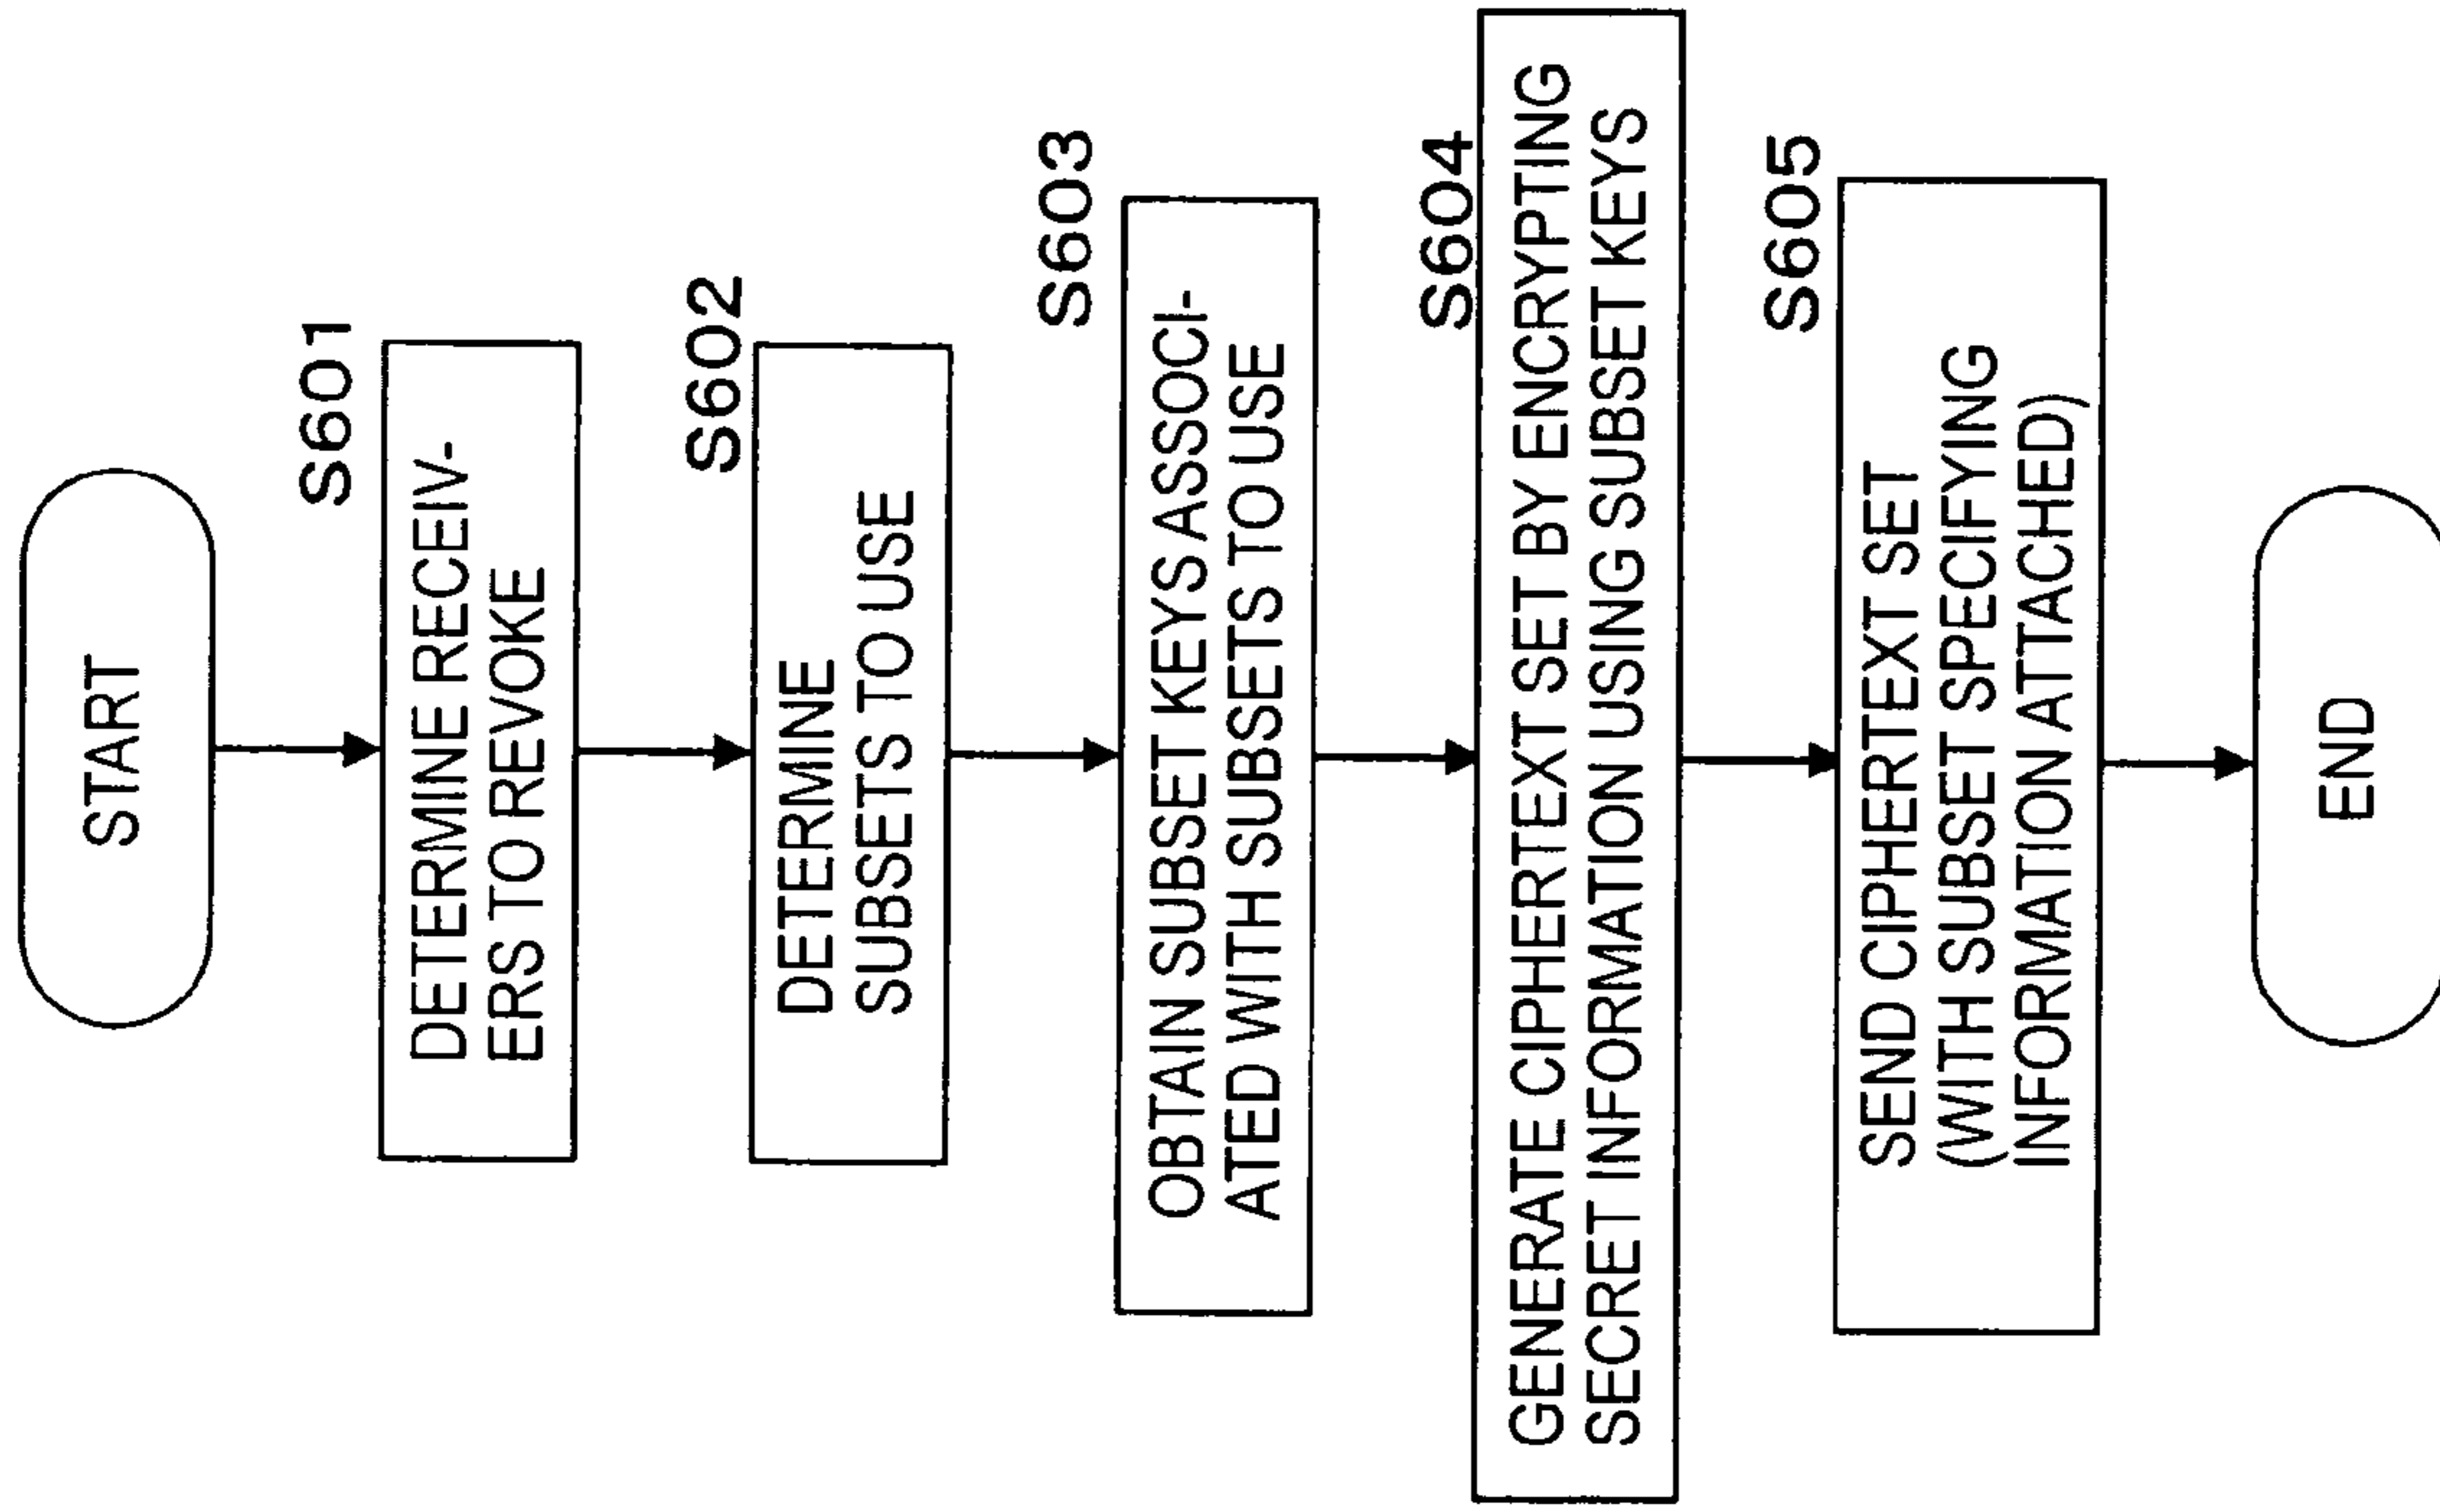 START
S601
DETERMINE RECEIV-
ERS TO REVOKE
S602
DETERMINE
SUBSETS TO USE
S603
OBTAIN SUBSET KEYS ASSOCI-
ATED WITH SUBSETS TO USE
S604
GENERATE CIPHERTEXT SET BY ENCRYPTING
SECRET INFORMATION USING SUBSET KEYS
S605
SEND CIPHERTEXT SET
(WITH SUBSET SPECIFYING
INFORMATION ATTACHED)
END